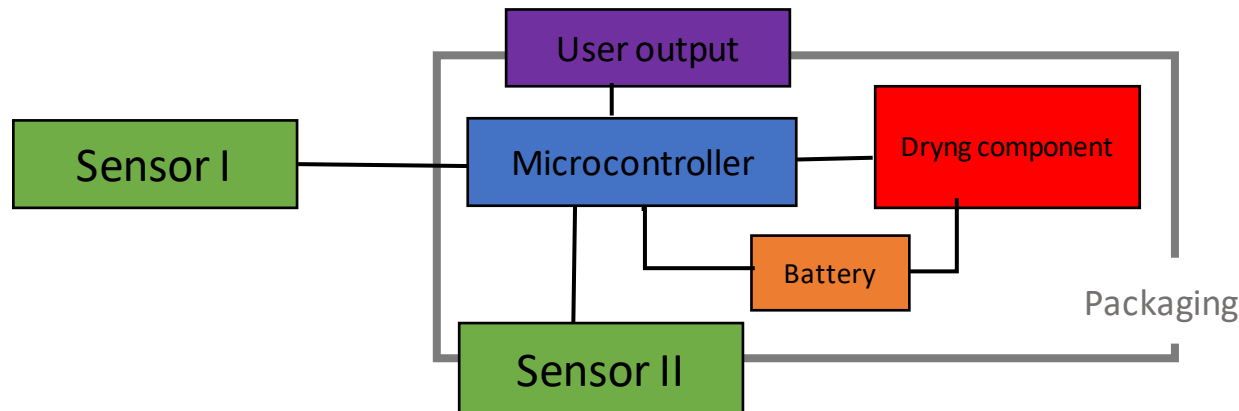 User output
Sensor I
Microcontroller
Dryng component
Battery
Packaging
Sensor II